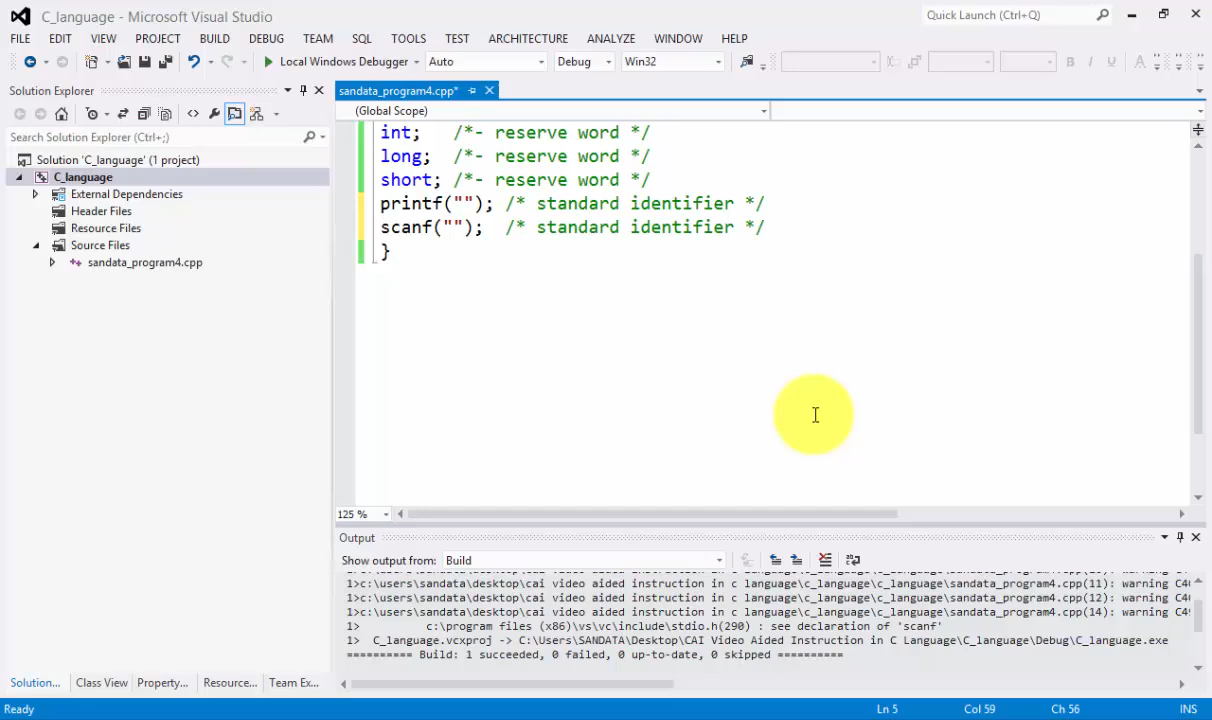 C_language - Microsoft Visual Studio
Quick Launch (Ctrl+Q)
FILE EDIT VIEW PROJECT BUILD DEBUG TEAM SQL TOOLS TEST ARCHITECTURE ANALYZE WINDOW HELP
Local Windows Debugger Auto Debug Win32
Solution Explorer
sandata_program4.cpp*
(Global Scope)
Search Solution Explorer (Ctrl+;)
Solution 'C_language' (1 project)
C_language
External Dependencies
Header Files
Resource Files
Source Files
sandata_program4.cpp
int; /*- reserve word */
long; /*- reserve word */
short; /*- reserve word */
printf(""); /* standard identifier */
scanf(""); /* standard identifier */
}
125 %
Output
Show output from: Build
1>c:\users\sandata\desktop\cai video aided instruction in c language\c_language\c_language\sandata_program4.cpp(11): warning C4
1>c:\users\sandata\desktop\cai video aided instruction in c language\c_language\c_language\sandata_program4.cpp(12): warning C4
1>c:\users\sandata\desktop\cai video aided instruction in c language\c_language\c_language\sandata_program4.cpp(14): warning C4
1> c:\program files (x86)\vs\vc\include\stdio.h(290) : see declaration of 'scanf'
1> C_language.vcxproj -> C:\Users\SANDATA\Desktop\CAI Video Aided Instruction in C Language\C_language\Debug\C_language.exe
========== Build: 1 succeeded, 0 failed, 0 up-to-date, 0 skipped ==========
Solution... Class View Property... Resource... Team Ex...
Ready Ln 5 Col 59 Ch 56 INS